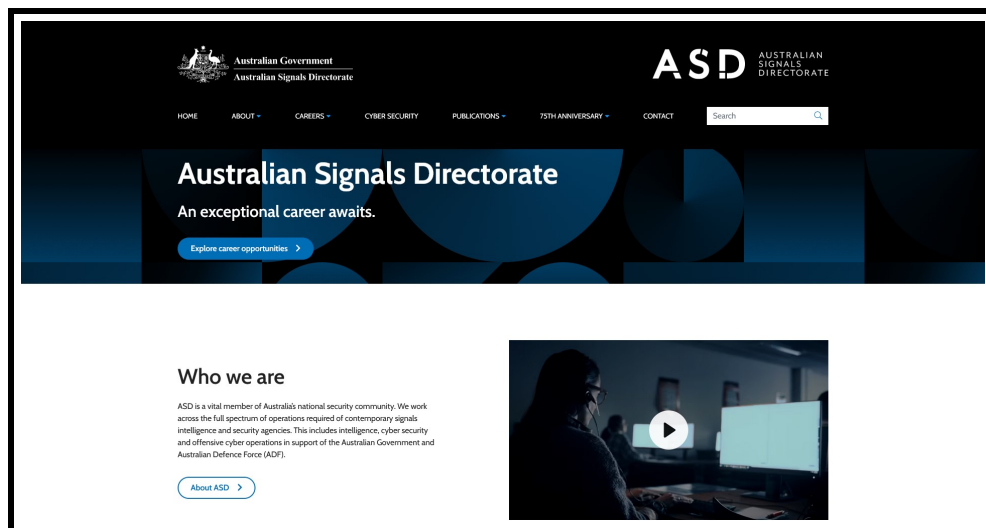 Australian Government
Australian Signals Directorate
ASD
AUSTRALIAN
SIGNALS
DIRECTORATE
HOME ABOUT CAREERS CYBER SECURITY PUBLICATIONS 75TH ANNIVERSARY CONTACT Search
Australian Signals Directorate
An exceptional career awaits.
Explore career opportunities
Who we are
ASD is a vital member of Australia's national security community. We work
across the full spectrum of operations required of contemporary signals
intelligence and security agencies. This includes intelligence, cyber security
and offensive cyber operations in support of the Australian Government and
Australian Defence Force (ADF).
About ASD